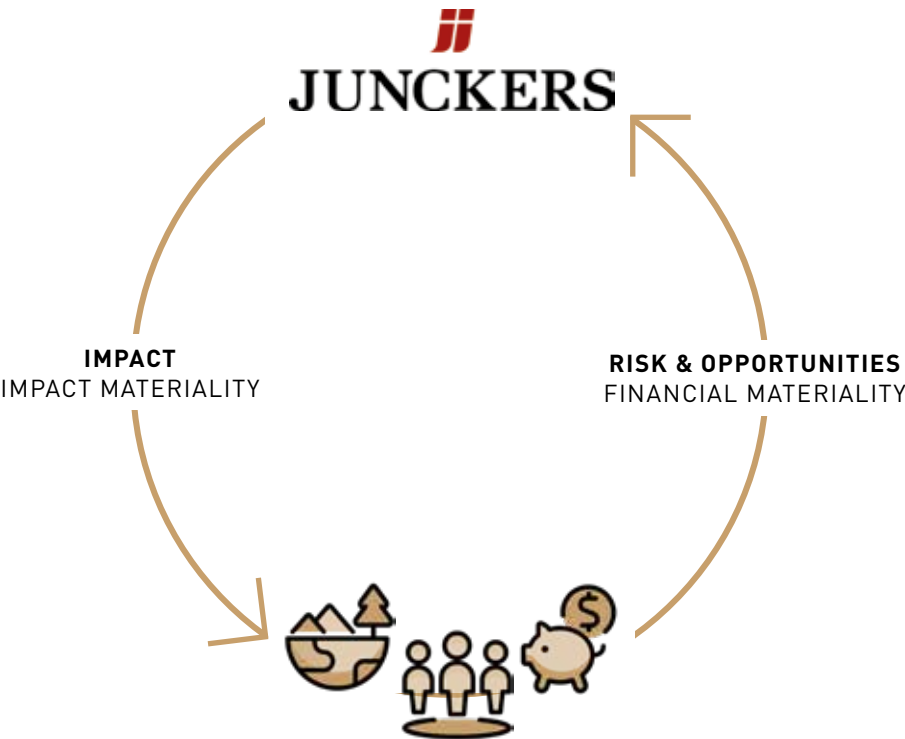 JUNCKERS
IMPACT
IMPACT MATERIALITY
RISK & OPPORTUNITIES
FINANCIAL MATERIALITY
$